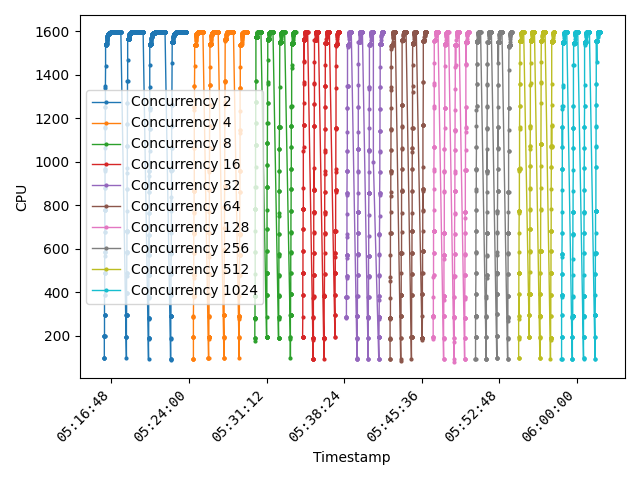 1600
1400
1200
1000
800
600
400
200
CPU
Concurrency 2
Concurrency 4
Concurrency 8
Concurrency 16
Concurrency 32
Concurrency 64
Concurrency 128
Concurrency 256
Concurrency 512
Concurrency 1024
05:16:48
05:24:00
05:31:12
05:38:24
05:45:36
05:52:48
06:00:00
Timestamp